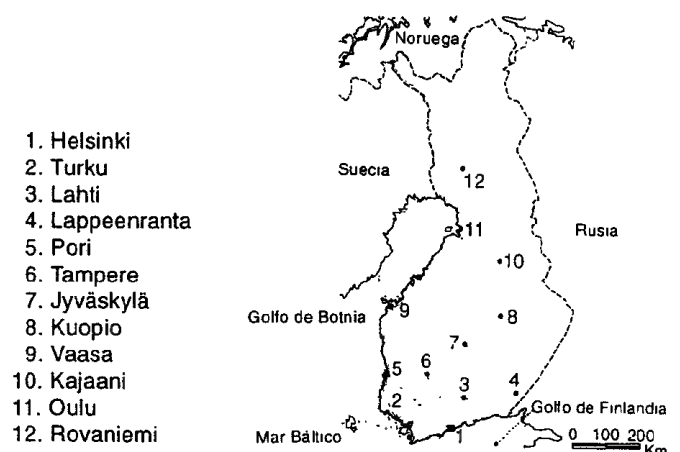 1. Helsinki
2. Turku
3. Lahti
4. Lappeenranta
5. Pori
6. Tampere
7. Jyväskylä
8. Kuopio
9. Vaasa
10. Kajaani
11. Oulu
12. Rovaniemi
Noruega
Suecia
12
11
Rusia
10
9
Golfo de Botnia
8
7
5
6
3
4
2
Golfo de Finlandia
Mar Báltico
1
0 100 200
Km